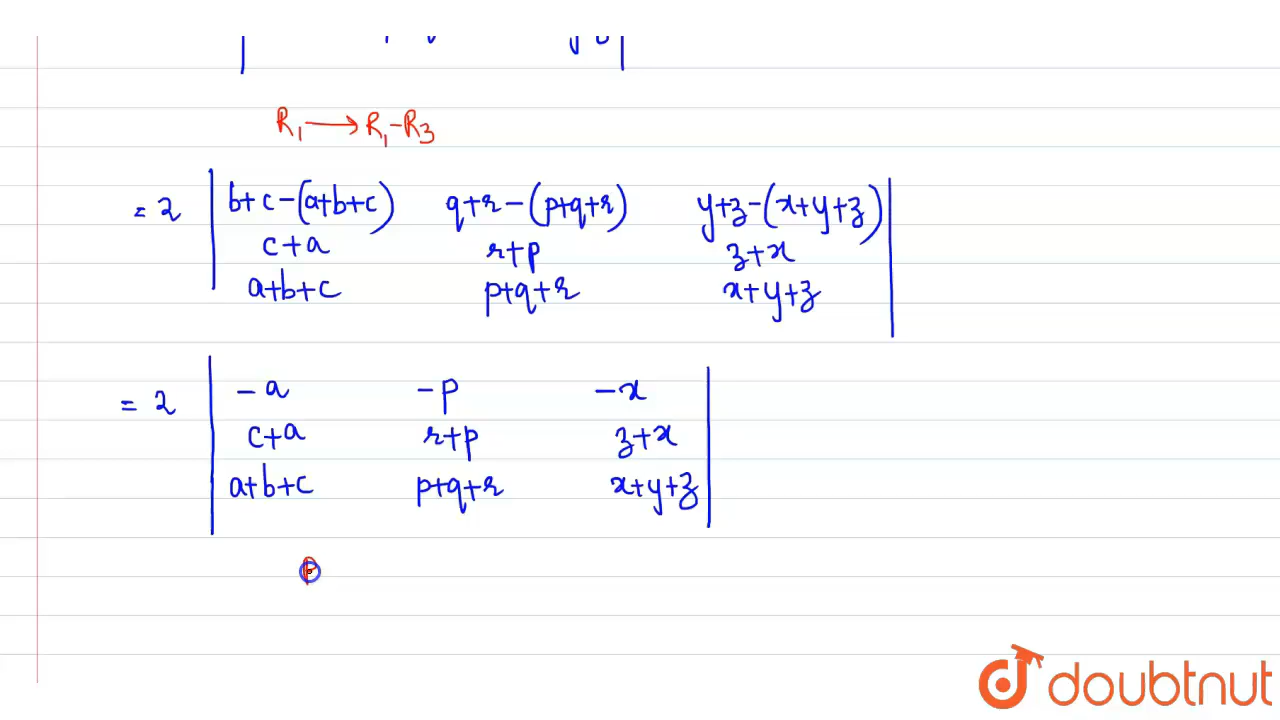 R₁ → R₁-R₃
= 2 | b+c-(a+b+c) q+r-(p+q+r) y+z-(x+y+z) |
c+a r+p z+x
a+b+c p+q+r x+y+z
= 2 | -a -p -x |
c+a r+p z+x
a+b+c p+q+r x+y+z
doubtnut